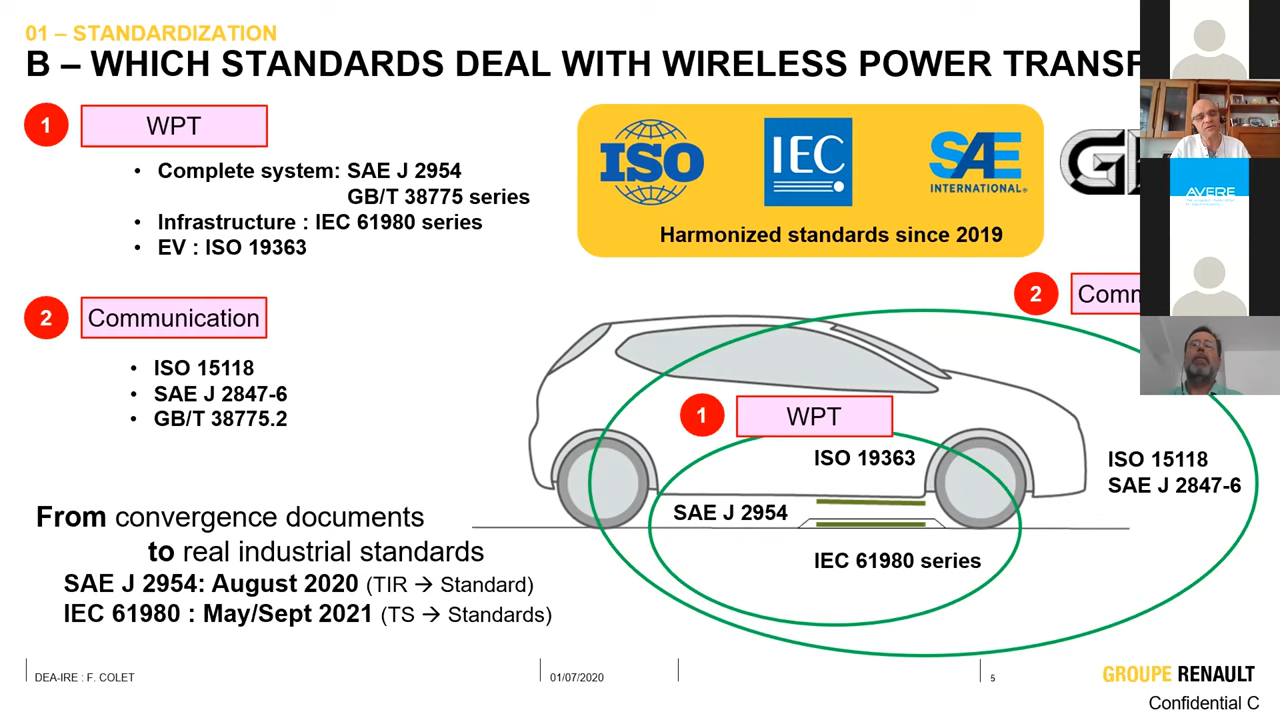 01 – STANDARDIZATION
B – WHICH STANDARDS DEAL WITH WIRELESS POWER TRANSF
1
WPT
• Complete system: SAE J 2954
GB/T 38775 series
• Infrastructure : IEC 61980 series
• EV : ISO 19363
ISO
IEC
SAE
INTERNATIONAL®
Harmonized standards since 2019
AVERE
2
Communication
• ISO 15118
• SAE J 2847-6
• GB/T 38775.2
2
Comm
1
WPT
ISO 19363
SAE J 2954
IEC 61980 series
ISO 15118
SAE J 2847-6
From convergence documents
to real industrial standards
SAE J 2954: August 2020 (TIR → Standard)
IEC 61980 : May/Sept 2021 (TS → Standards)
DEA-IRE : F. COLET
01/07/2020
5
GROUPE RENAULT
Confidential C